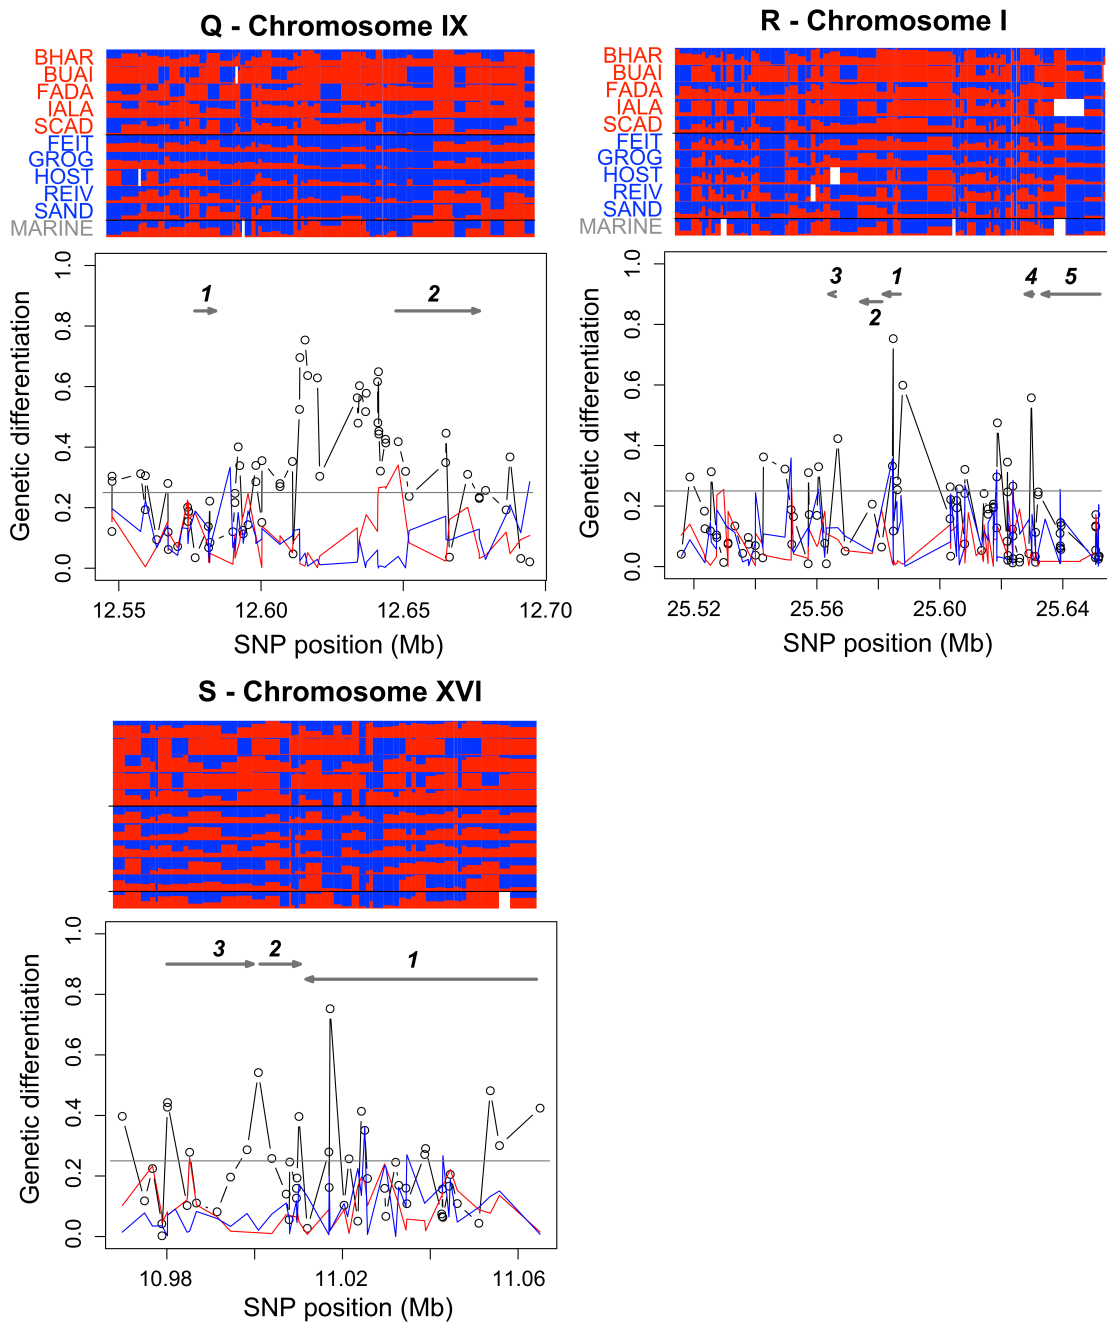 Q - Chromosome IX
BHAR
BUAI
FADA
IALA
SCAD
FEIT
GROG
HOST
REIV
SAND
MARINE
1 2
Genetic differentiation
0.0 0.2 0.4 0.6 0.8 1.0
12.55 12.60 12.65 12.70
SNP position (Mb)
R - Chromosome I
BHAR
BUAI
FADA
IALA
SCAD
FEIT
GROG
HOST
REIV
SAND
MARINE
3 1 4 5
2
Genetic differentiation
0.0 0.2 0.4 0.6 0.8 1.0
25.52 25.56 25.60 25.64
SNP position (Mb)
S - Chromosome XVI
3 2 1
Genetic differentiation
0.0 0.2 0.4 0.6 0.8 1.0
10.98 11.02 11.06
SNP position (Mb)